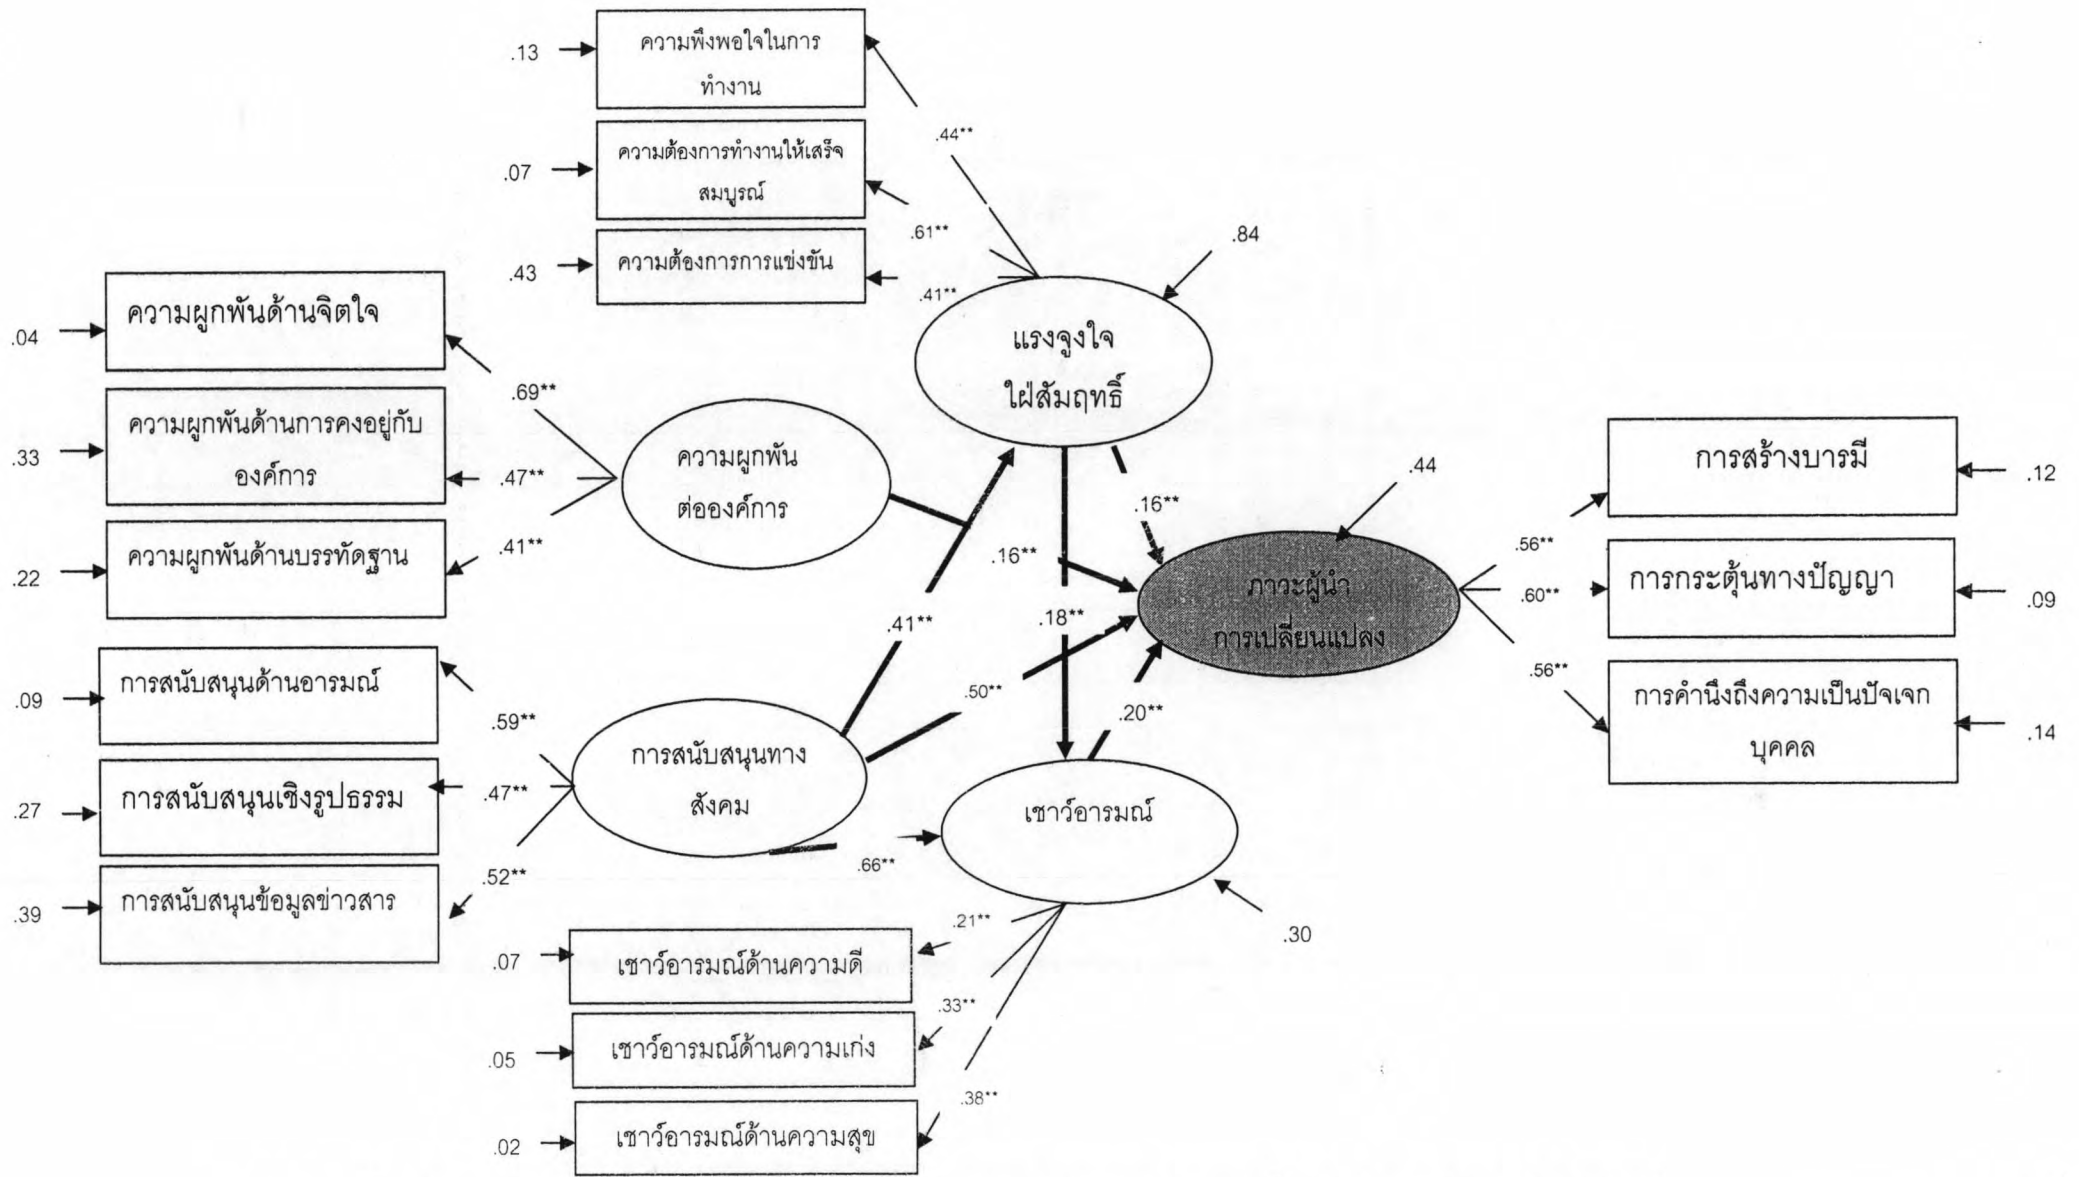 .13
ความพึงพอใจในการ
ทำงาน
.44**
.07
ความต้องการทำงานให้เสร็จ
สมบูรณ์
.61**
.84
.43
ความต้องการการแข่งขัน
.41**
แรงจูงใจ
ใฝ่สัมฤทธิ์
.04
ความผูกพันด้านจิตใจ
.69**
.33
ความผูกพันด้านการคงอยู่กับ
องค์การ
.47**
ความผูกพัน
ต่อองค์การ
.22
ความผูกพันด้านบรรทัดฐาน
.41**
.16**
.16**
.44
.18**
.41**
.50**
.20**
ภาวะผู้นำ
การเปลี่ยนแปลง
.56**
การสร้างบารมี
.12
.60**
การกระตุ้นทางปัญญา
.09
.56**
การคำนึงถึงความเป็นปัจเจก
บุคคล
.14
.09
การสนับสนุนด้านอารมณ์
.59**
.27
การสนับสนุนเชิงรูปธรรม
.47**
การสนับสนุนทาง
สังคม
.39
การสนับสนุนข้อมูลข่าวสาร
.52**
.66**
เชาว์อารมณ์
.30
.07
เชาว์อารมณ์ด้านความดี
.21**
.05
เชาว์อารมณ์ด้านความเก่ง
.33**
.02
เชาว์อารมณ์ด้านความสุข
.38**